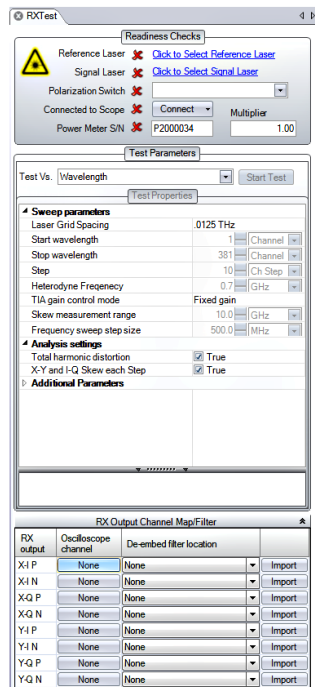 RXTest
Readiness Checks
Reference Laser Click to Select Reference Laser
Signal Laser Click to Select Signal Laser
Polarization Switch
Connected to Scope Connect Multiplier
Power Meter S/N P2000034 1.00
Test Parameters
Test Vs. Wavelength Start Test
Test Properties
Sweep parameters
Laser Grid Spacing .0125 THz
Start wavelength 1 Channel
Stop wavelength 381 Channel
Step 10 Ch Step
Heterodyne Freqenecy 0.7 GHz
TIA gain control mode Fixed gain
Skew measurement range 10.0 GHz
Frequency sweep step size 500.0 MHz
Analysis settings
Total harmonic distortion True
X-Y and I-Q Skew each Step True
Additional Parameters
RX Output Channel Map/Filter
RX output Oscilloscope channel De-embed filter location
X-I P None None Import
X-I N None None Import
X-Q P None None Import
X-Q N None None Import
Y-I P None None Import
Y-I N None None Import
Y-Q P None None Import
Y-Q N None None Import